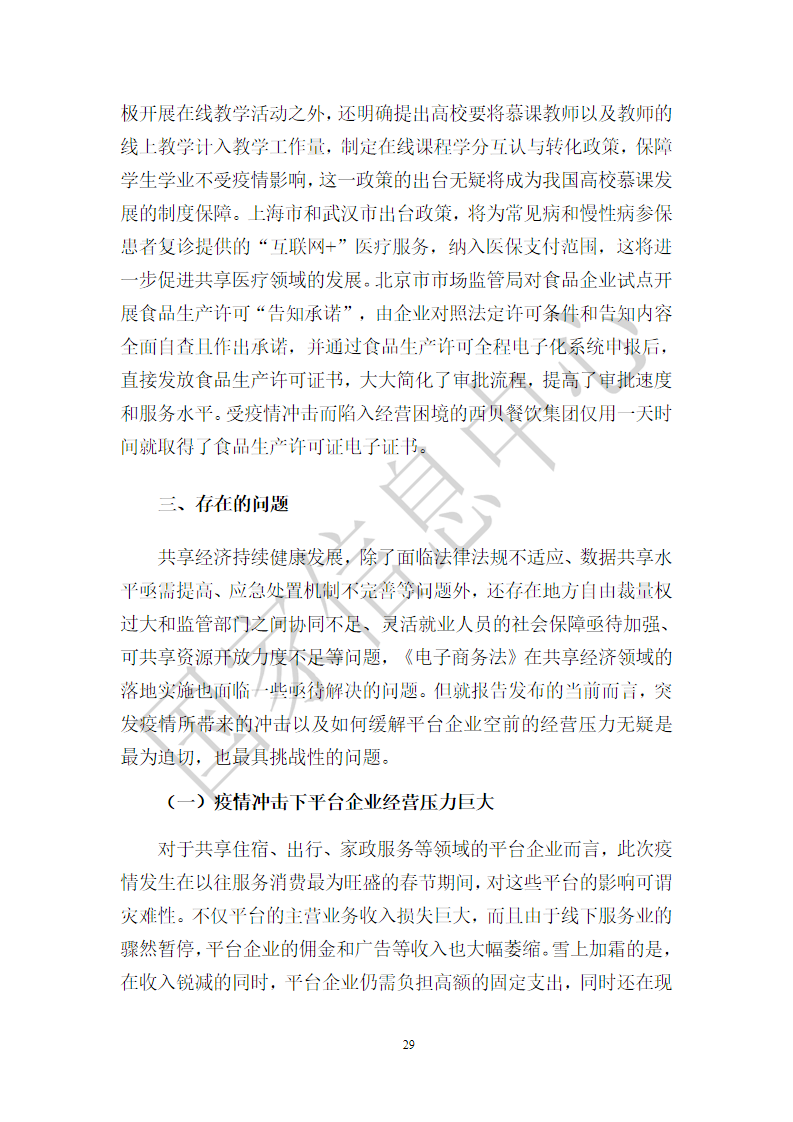 极开展在线教学活动之外，还明确提出高校要将慕课教师以及教师的
线上教学计入教学工作量，制定在线课程学分互认与转化政策，保障
学生学业不受疫情影响，这一政策的出台无疑将成为我国高校慕课发
展的制度保障。上海市和武汉市出台政策，将为常见病和慢性病参保
患者复诊提供的“互联网+”医疗服务，纳入医保支付范围，这将进
一步促进共享医疗领域的发展。北京市市场监管局对食品企业试点开
展食品生产许可“告知承诺”，由企业对照法定许可条件和告知内容
全面自查且作出承诺，并通过食品生产许可全程电子化系统申报后，
直接发放食品生产许可证书，大大简化了审批流程，提高了审批速度
和服务水平。受疫情冲击而陷入经营困境的西贝餐饮集团仅用一天时
间就取得了食品生产许可证电子证书。
三、存在的问题
共享经济持续健康发展，除了面临法律法规不适应、数据共享水
平亟需提高、应急处置机制不完善等问题外，还存在地方自由裁量权
过大和监管部门之间协同不足、灵活就业人员的社会保障亟待加强、
可共享资源开放力度不足等问题，《电子商务法》在共享经济领域的
落地实施也面临一些亟待解决的问题。但就报告发布的当前而言，突
发疫情所带来的冲击以及如何缓解平台企业空前的经营压力无疑是
最为迫切，也最具挑战性的问题。
（一）疫情冲击下平台企业经营压力巨大
对于共享住宿、出行、家政服务等领域的平台企业而言，此次疫
情发生在以往服务消费最为旺盛的春节期间，对这些平台的影响可谓
灾难性。不仅平台的主营业务收入损失巨大，而且由于线下服务业的
骤然暂停，平台企业的佣金和广告等收入也大幅萎缩。雪上加霜的是，
在收入锐减的同时，平台企业仍需负担高额的固定支出，同时还在现
29
国家信息中心